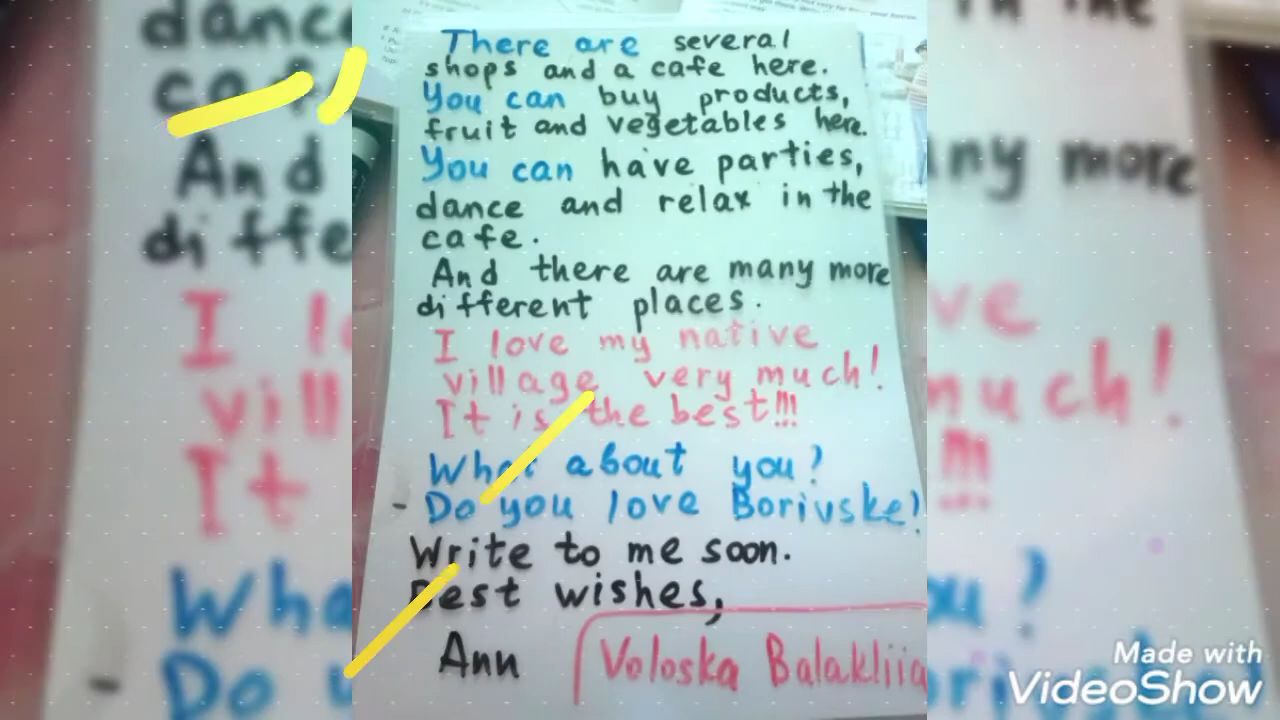 There are several
shops and a cafe here.
You can buy products,
fruit and vegetables here.
You can have parties,
dance and relax in the
cafe.
And there are many more
different places.
I love my native
village very much!
It is the best!!!
What about you?
- Do you love Borivske?
Write to me soon.
Best wishes,
Ann
Voloska Balakliia
Made with
VideoShow